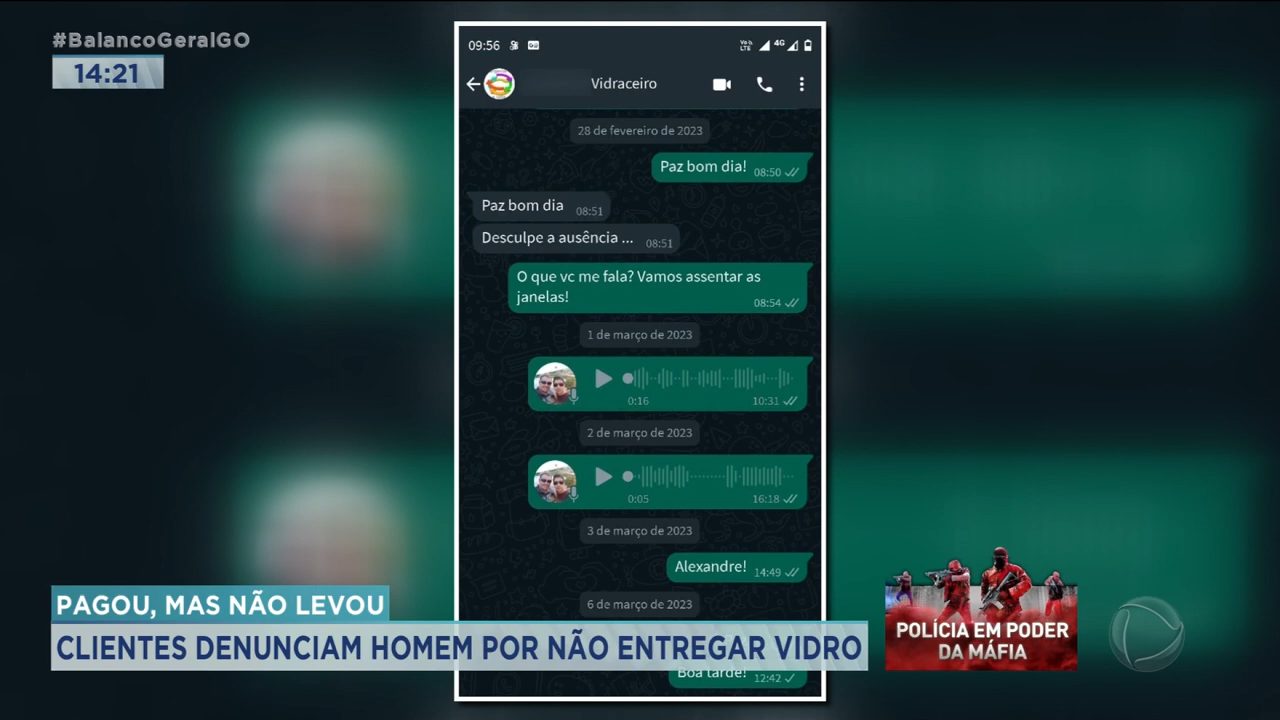 #BalancoGeralGO
14:21
09:56
Vo))
LTE
4G
Vidraceiro
28 de fevereiro de 2023
Paz bom dia!
08:50
Paz bom dia
08:51
Desculpe a ausência ...
08:51
O que vc me fala? Vamos assentar as
janelas!
08:54
1 de março de 2023
0:16
10:31
2 de março de 2023
0:05
16:18
3 de março de 2023
Alexandre!
14:49
6 de março de 2023
Boa tarde!
12:42
PAGOU, MAS NÃO LEVOU
CLIENTES DENUNCIAM HOMEM POR NÃO ENTREGAR VIDRO
POLÍCIA EM PODER
DA MÁFIA